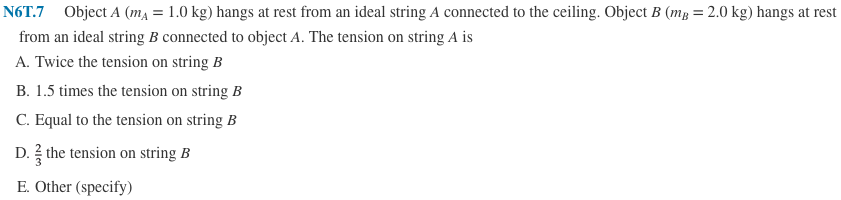 N6T.7 Object A (m_A = 1.0 kg) hangs at rest from an ideal string A connected to the ceiling. Object B (m_B = 2.0 kg) hangs at rest
from an ideal string B connected to object A. The tension on string A is
A. Twice the tension on string B
B. 1.5 times the tension on string B
C. Equal to the tension on string B
D. 2/3 the tension on string B
E. Other (specify)